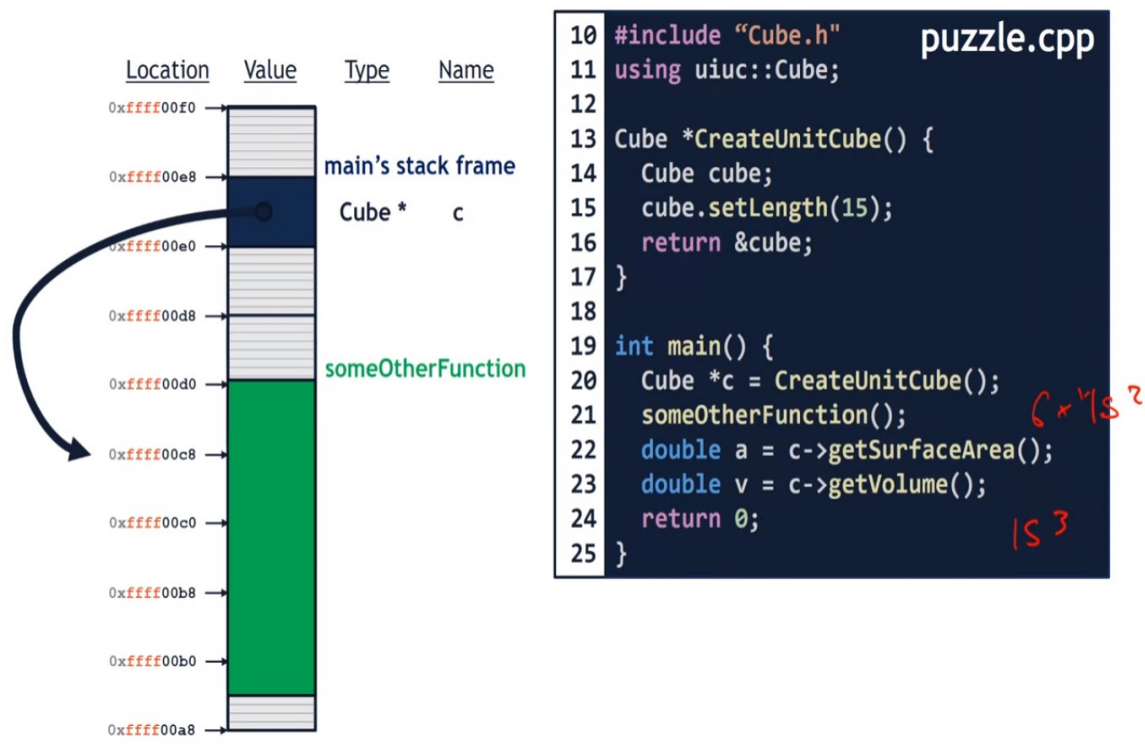 Location Value Type Name
0xffff00f0
main's stack frame
0xffff00e8
Cube * c
0xffff00e0
0xffff00d8
someOtherFunction
0xffff00d0
0xffff00c8
0xffff00c0
0xffff00b8
0xffff00b0
0xffff00a8
puzzle.cpp
10 #include “Cube.h"
11 using uiuc::Cube;
12
13 Cube *CreateUnitCube() {
14 Cube cube;
15 cube.setLength(15);
16 return &cube;
17 }
18
19 int main() {
20 Cube *c = CreateUnitCube();
21 someOtherFunction();
22 double a = c->getSurfaceArea();
23 double v = c->getVolume();
24 return 0;
25 }
15 3